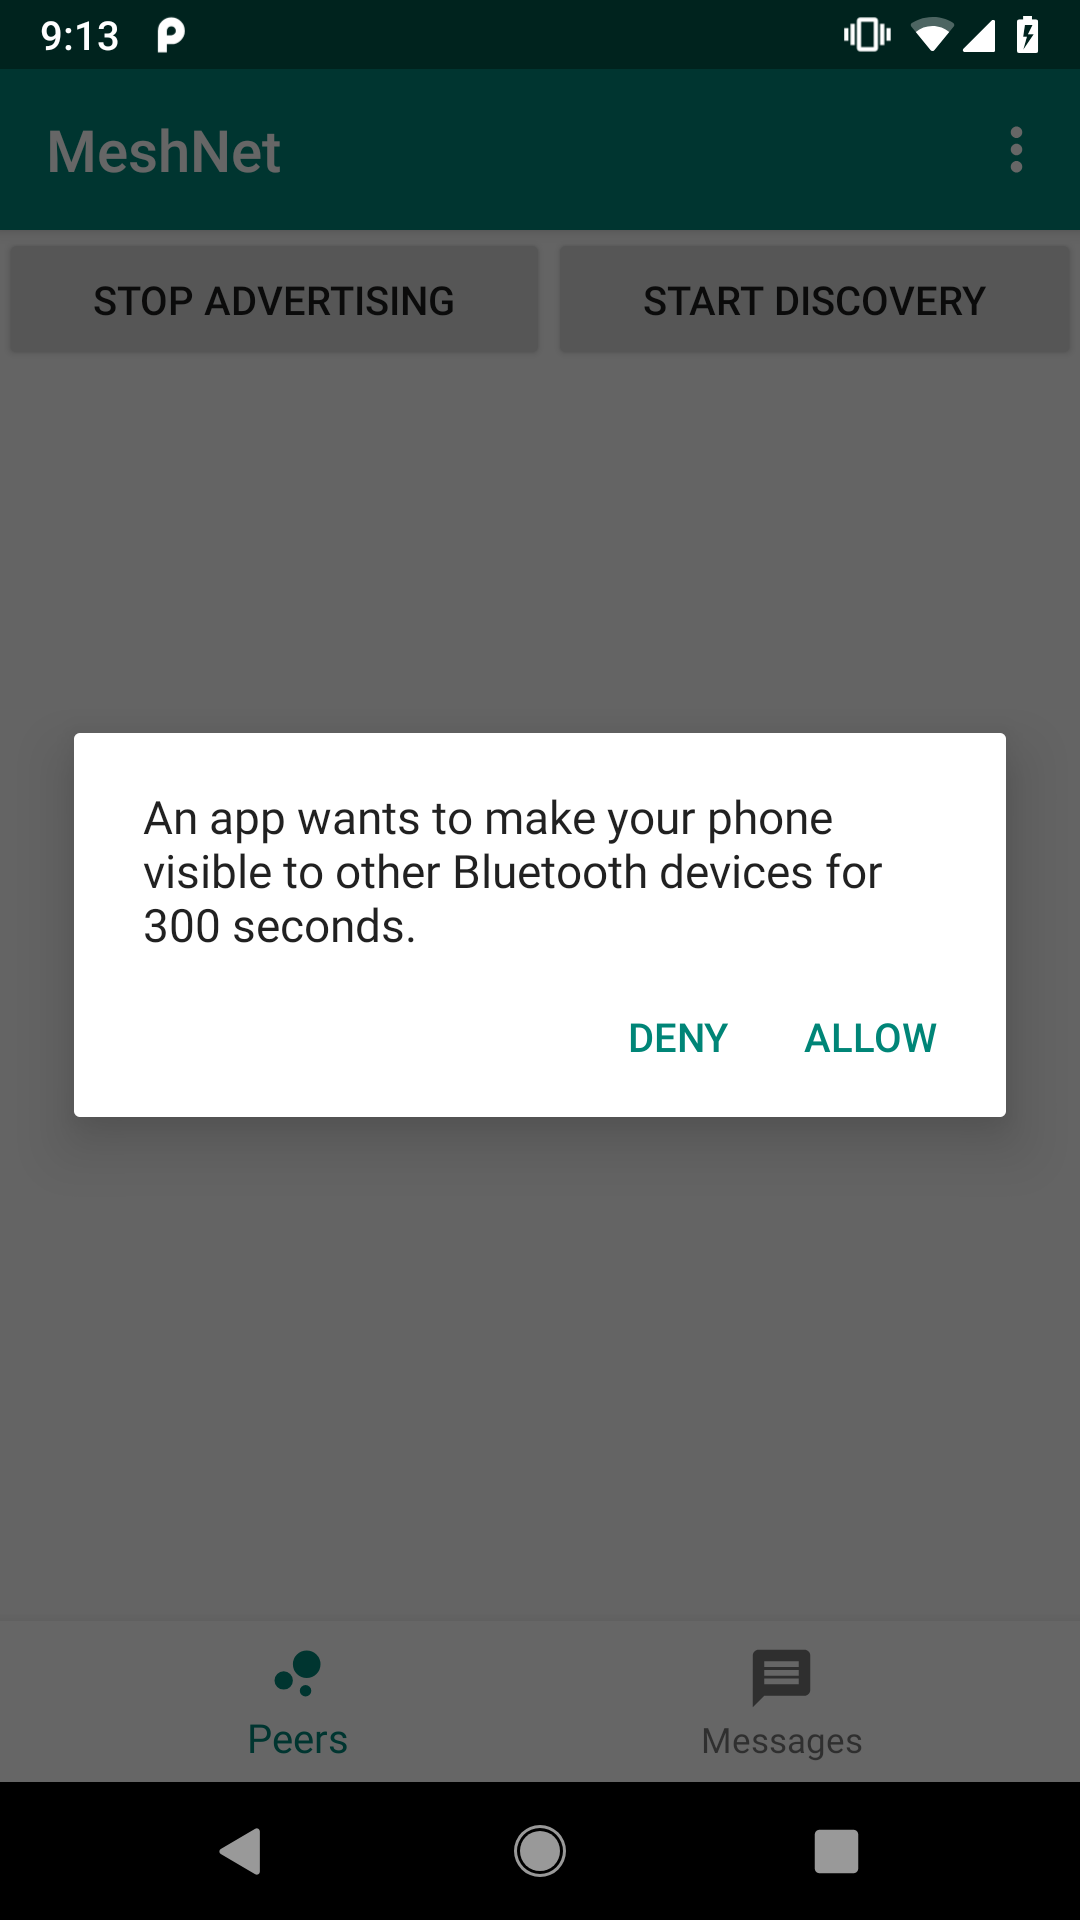 9:13
MeshNet
STOP ADVERTISING
START DISCOVERY
An app wants to make your phone
visible to other Bluetooth devices for
300 seconds.
DENY
ALLOW
Peers
Messages